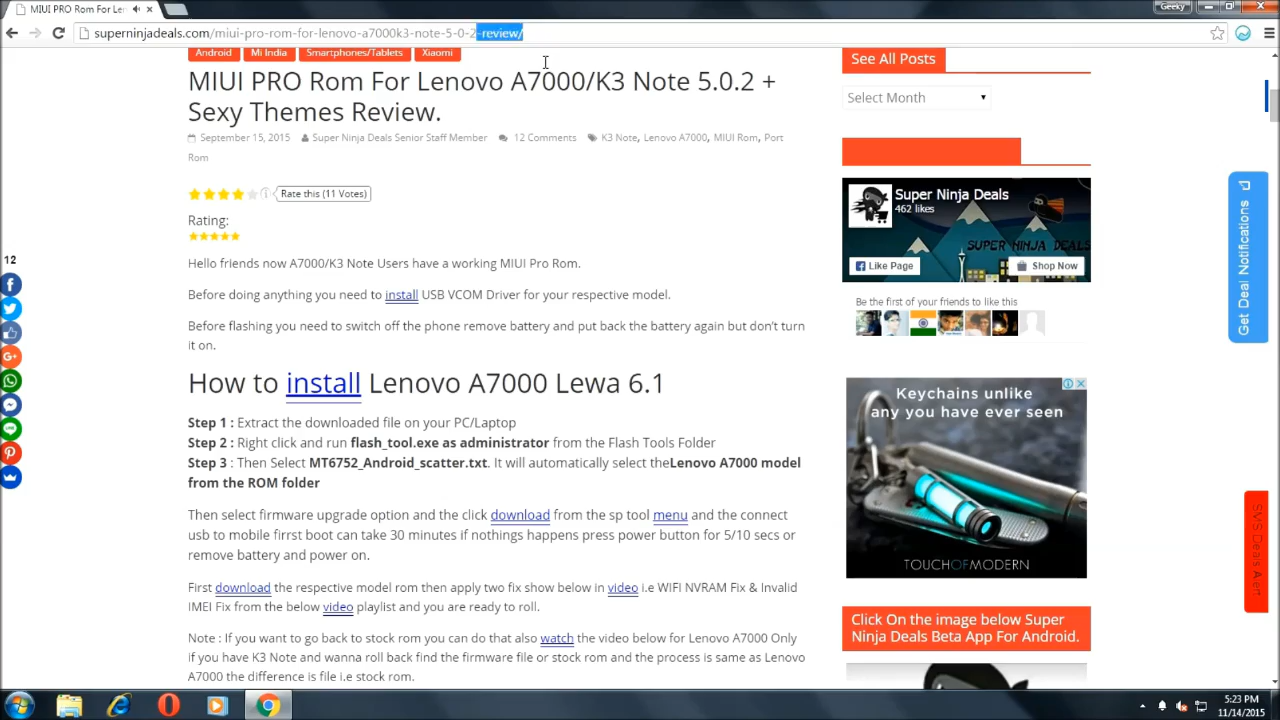 MIUI PRO Rom For Len
Geeky
superninjadeals.com/miui-pro-rom-for-lenovo-a7000k3-note-5-0-2-review/
Android
Mi India
Smartphones/Tablets
Xiaomi
MIUI PRO Rom For Lenovo A7000/K3 Note 5.0.2 +
Sexy Themes Review.
September 15, 2015 Super Ninja Deals Senior Staff Member 12 Comments K3 Note, Lenovo A7000, MIUI Rom, Port
Rom
Rate this (11 Votes)
Rating:
Hello friends now A7000/K3 Note Users have a working MIUI Pro Rom.
Before doing anything you need to install USB VCOM Driver for your respective model.
Before flashing you need to switch off the phone remove battery and put back the battery again but don't turn
it on.
How to install Lenovo A7000 Lewa 6.1
Step 1 : Extract the downloaded file on your PC/Laptop
Step 2 : Right click and run flash_tool.exe as administrator from the Flash Tools Folder
Step 3 : Then Select MT6752_Android_scatter.txt. It will automatically select theLenovo A7000 model
from the ROM folder
Then select firmware upgrade option and the click download from the sp tool menu and the connect
usb to mobile firrst boot can take 30 minutes if nothings happens press power button for 5/10 secs or
remove battery and power on.
First download the respective model rom then apply two fix show below in video i.e WIFI NVRAM Fix & Invalid
IMEI Fix from the below video playlist and you are ready to roll.
Note : If you want to go back to stock rom you can do that also watch the video below for Lenovo A7000 Only
If you have K3 Note and wanna roll back find the firmware file or stock rom and the process is same as Lenovo
A7000 the difference is file i.e stock rom.
12
See All Posts
Select Month
Super Ninja Deals
462 likes
SUPER NINJA DEALS
Like Page
Shop Now
Be the first of your friends to like this
Keychains unlike
any you have ever seen
TOUCHOFMODERN
Click On the image below Super
Ninja Deals Beta App For Android.
Get Deal Notifications
SMS Deals Alert
5:23 PM
11/14/2015